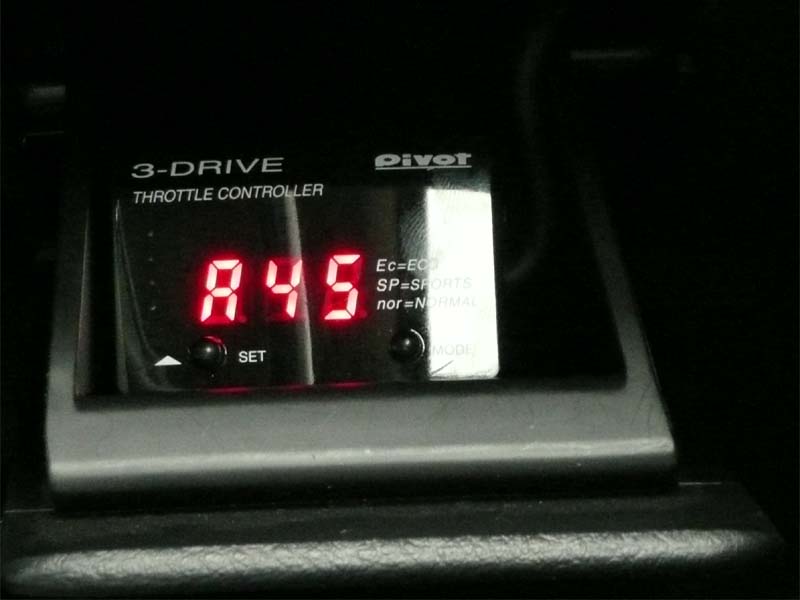 3-DRIVE
pivot
THROTTLE CONTROLLER
A45
Ec=ECO
SP=SPORTS
nor=NORMAL
SET
MODE